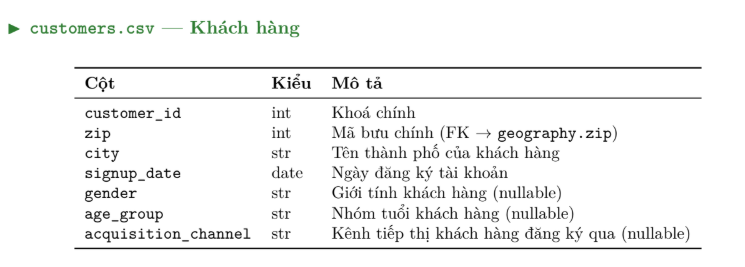 ▶ customers.csv — Khách hàng
Cột Kiểu Mô tả
customer_id int Khoá chính
zip int Mã bưu chính (FK → geography.zip)
city str Tên thành phố của khách hàng
signup_date date Ngày đăng ký tài khoản
gender str Giới tính khách hàng (nullable)
age_group str Nhóm tuổi khách hàng (nullable)
acquisition_channel str Kênh tiếp thị khách hàng đăng ký qua (nullable)